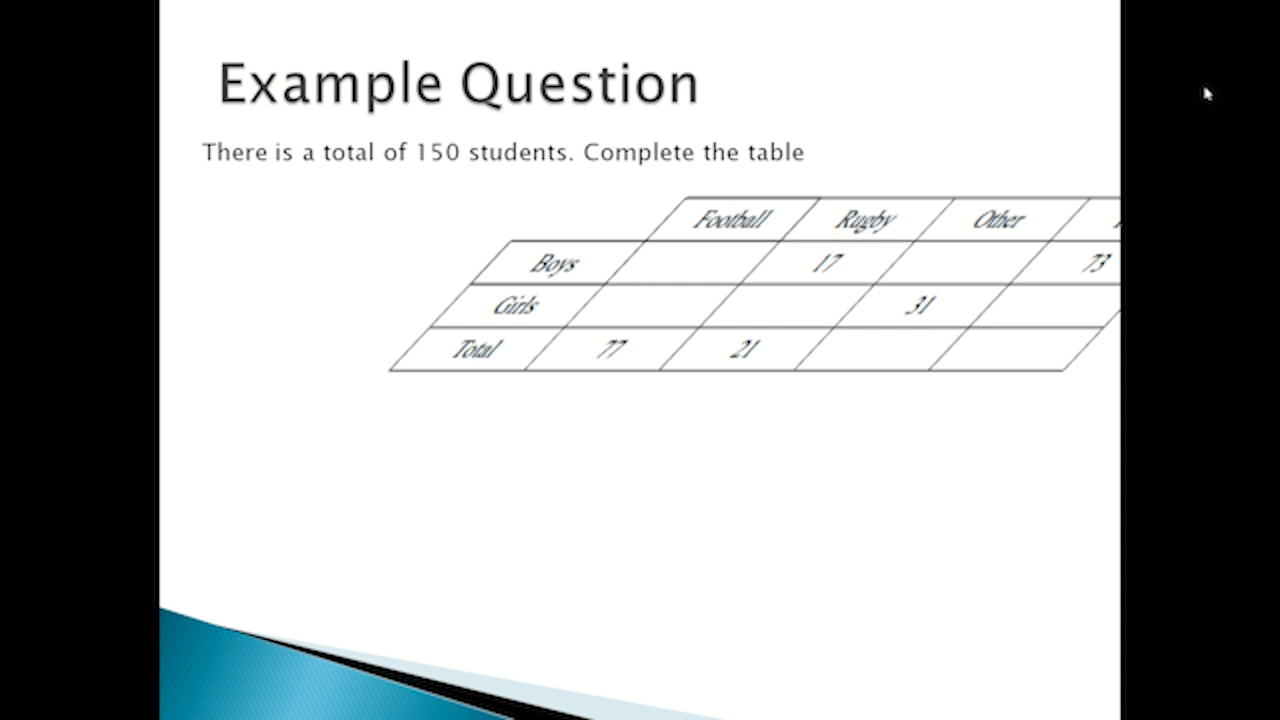 Example Question
There is a total of 150 students. Complete the table
Football Rugby Other
Boys 17 73
Girls 31
Total 77 21